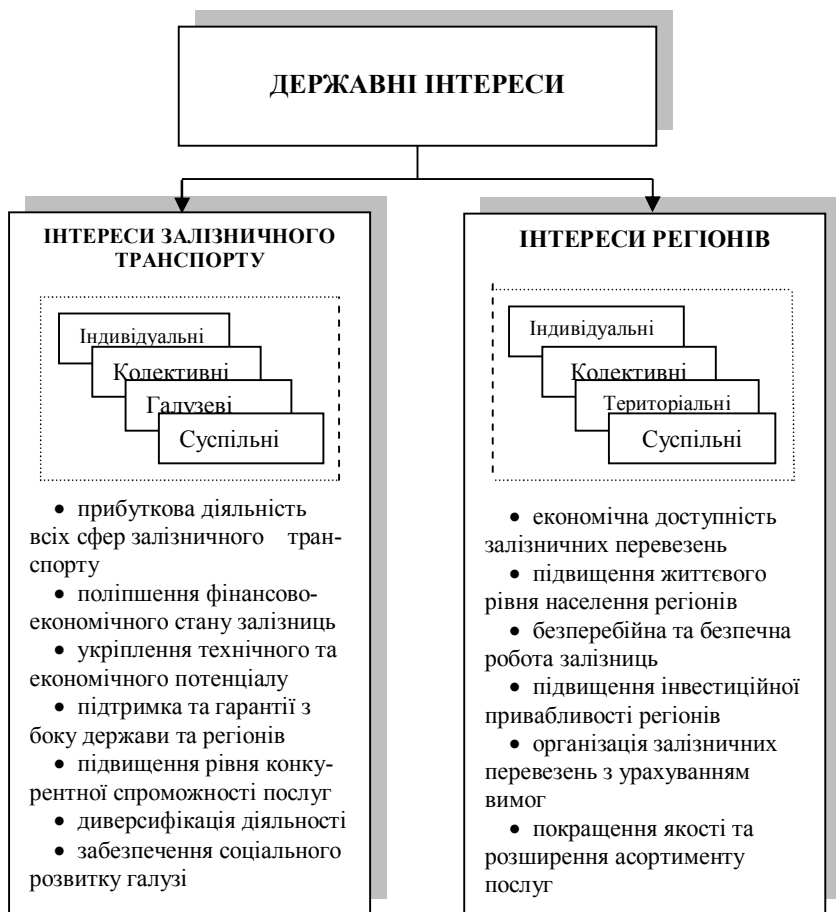 ДЕРЖАВНІ ІНТЕРЕСИ
ІНТЕРЕСИ ЗАЛІЗНИЧНОГО
ТРАНСПОРТУ
Індивідуальні
Колективні
Галузеві
Суспільні
• прибуткова діяльність
всіх сфер залізничного тран-
спорту
• поліпшення фінансово-
економічного стану залізниць
• укріплення технічного та
економічного потенціалу
• підтримка та гарантії з
боку держави та регіонів
• підвищення рівня конку-
рентної спроможності послуг
• диверсифікація діяльності
• забезпечення соціального
розвитку галузі
ІНТЕРЕСИ РЕГІОНІВ
Індивідуальні
Колективні
Територіальні
Суспільні
• економічна доступність
залізничних перевезень
• підвищення життєвого
рівня населення регіонів
• безперебійна та безпечна
робота залізниць
• підвищення інвестиційної
привабливості регіонів
• організація залізничних
перевезень з урахуванням
вимог
• покращення якості та
розширення асортименту
послуг